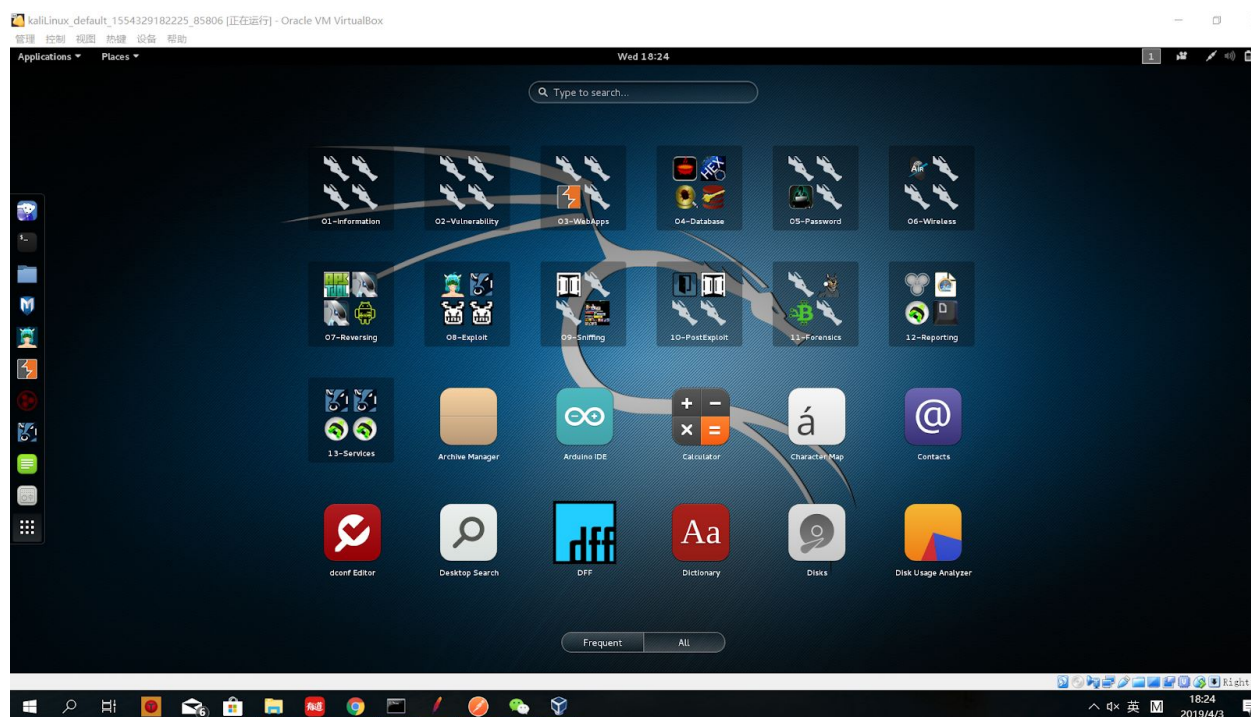 kaliLinux_default_1554329182225_85806 [正在运行] - Oracle VM VirtualBox
管理 控制 视图 热键 设备 帮助
Applications Places Wed 18:24 1
Type to search...
01-Information 02-Vulnerability 03-WebApps 04-Database 05-Password 06-Wireless
07-Reversing 08-Exploit 09-Sniffing 10-PostExploit 11-Forensics 12-Reporting
13-Services Archive Manager Arduino IDE Calculator Character Map Contacts
dconf Editor Desktop Search DFF Dictionary Disks Disk Usage Analyzer
Frequent All
Right
英 M 18:24
2019/4/3